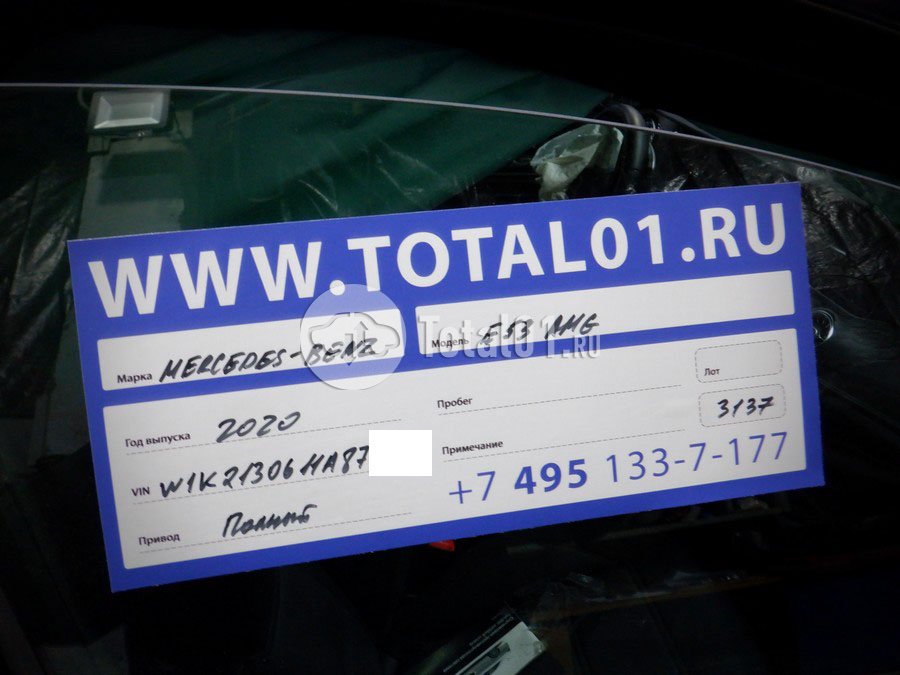 WWW.TOTAL01.RU
Марка MERCEDES-BENZ
Модель E53 AMG
Total01.RU
Год выпуска 2020
Пробег
Лот
3137
VIN W1K21306HA87
Примечание
Привод Полный
+7 495 133-7-177